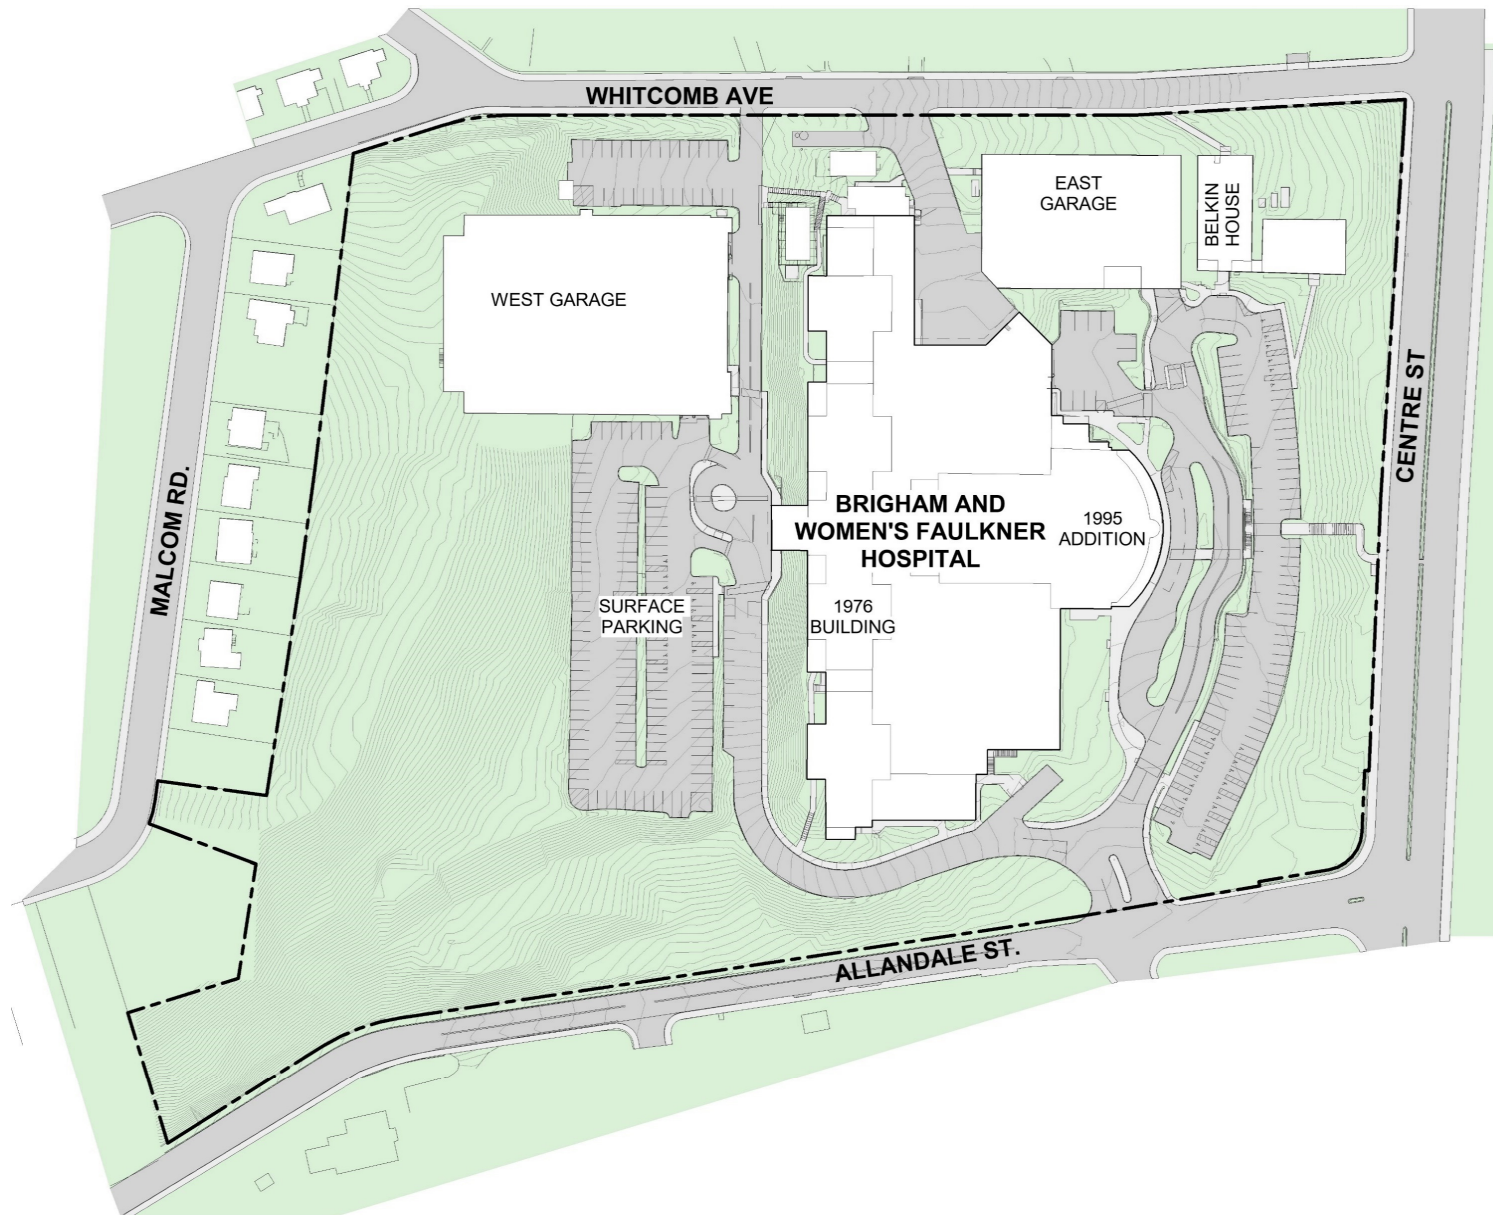 WHITCOMB AVE
EAST
GARAGE
BELKIN
HOUSE
WEST GARAGE
CENTRE ST
MALCOM RD.
BRIGHAM AND
WOMEN'S FAULKNER
HOSPITAL
1995
ADDITION
SURFACE
PARKING
1976
BUILDING
ALLANDALE ST.